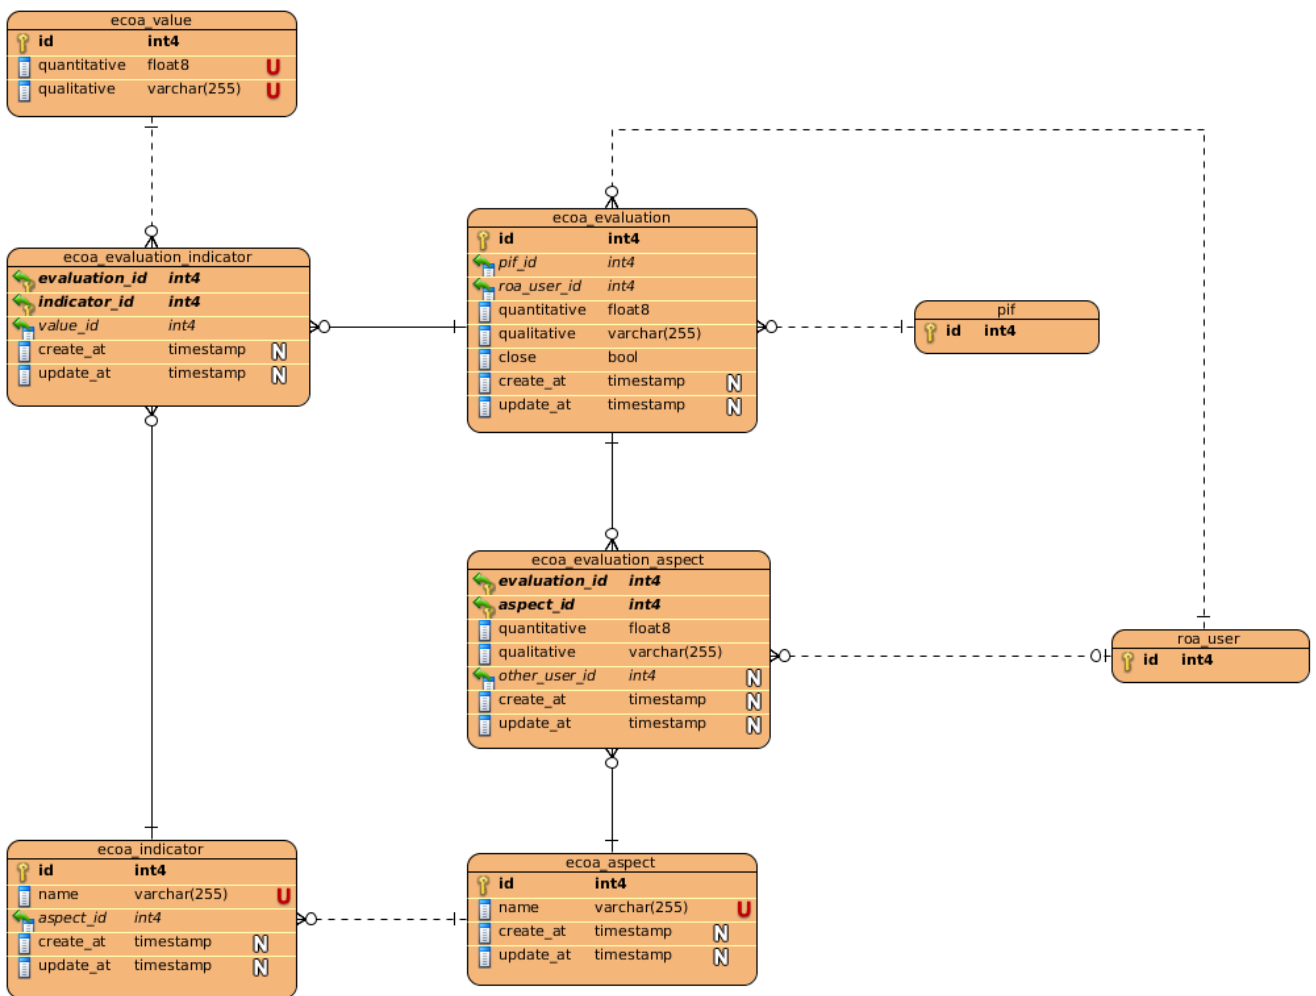 ecoa_value
id int4
quantitative float8 U
qualitative varchar(255) U
ecoa_evaluation_indicator
evaluation_id int4
indicator_id int4
value_id int4
create_at timestamp N
update_at timestamp N
ecoa_evaluation
id int4
pif_id int4
roa_user_id int4
quantitative float8
qualitative varchar(255)
close bool
create_at timestamp N
update_at timestamp N
pif
id int4
ecoa_evaluation_aspect
evaluation_id int4
aspect_id int4
quantitative float8
qualitative varchar(255)
other_user_id int4 N
create_at timestamp N
update_at timestamp N
roa_user
id int4
ecoa_indicator
id int4
name varchar(255) U
aspect_id int4
create_at timestamp N
update_at timestamp N
ecoa_aspect
id int4
name varchar(255) U
create_at timestamp N
update_at timestamp N